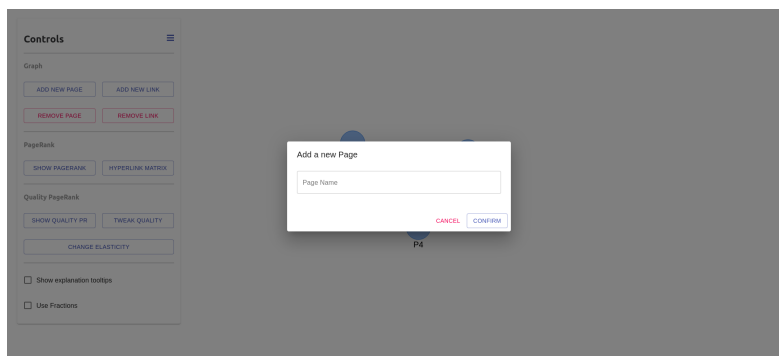 Controls
Graph
ADD NEW PAGE ADD NEW LINK
REMOVE PAGE REMOVE LINK
PageRank
SHOW PAGERANK HYPERLINK MATRIX
Quality PageRank
SHOW QUALITY PR TWEAK QUALITY
CHANGE ELASTICITY
Show explanation tooltips
Use Fractions
Add a new Page
Page Name
CANCEL CONFIRM
P4